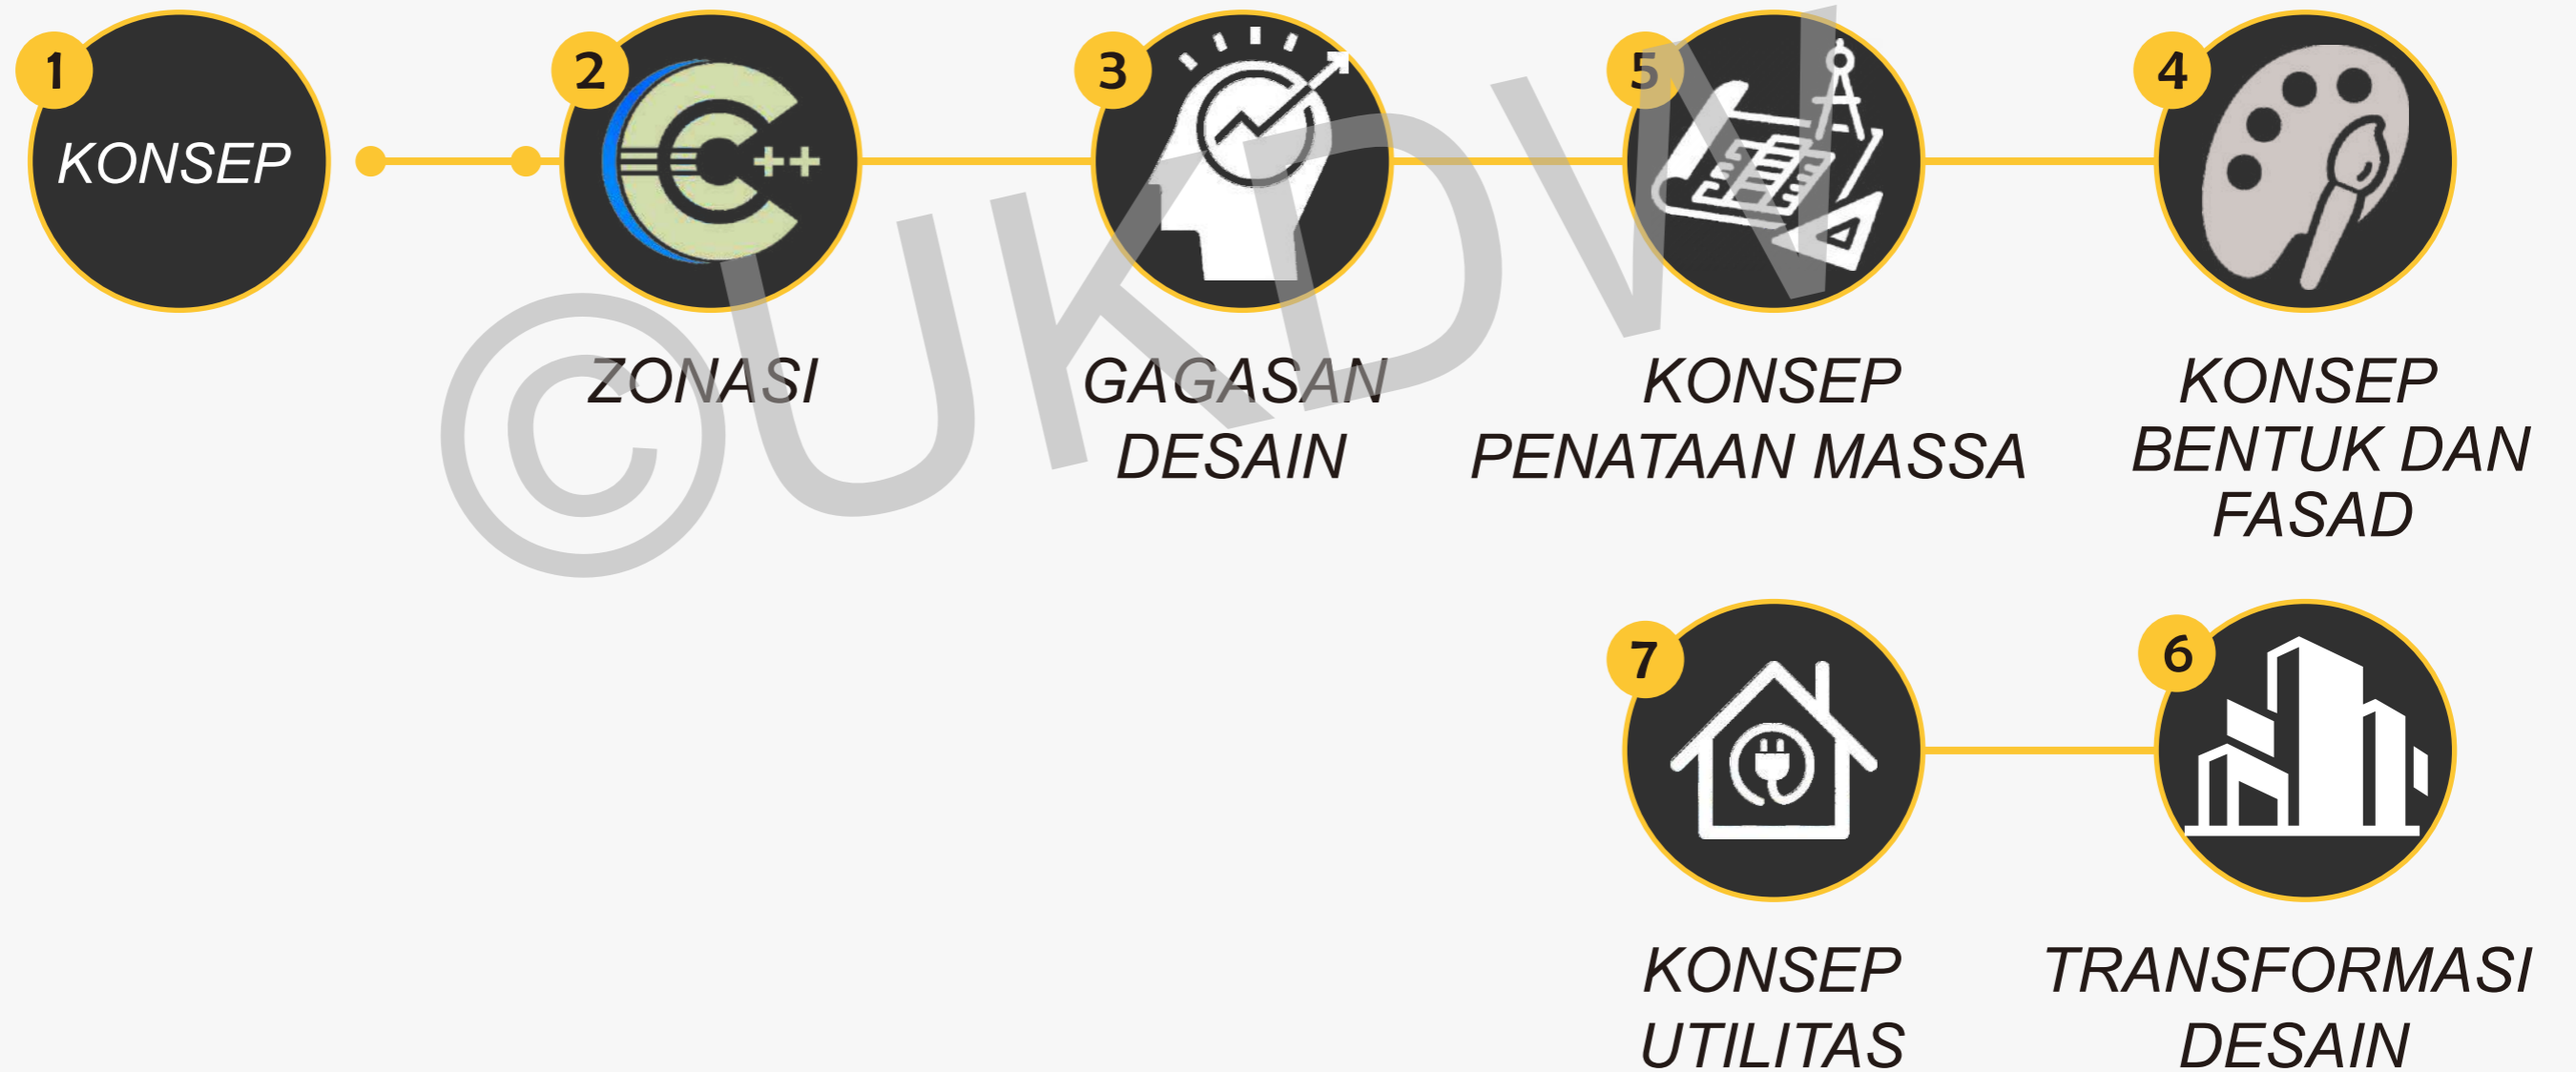 1
KONSEP
2
C++
ZONASI
3
GAGASAN
DESAIN
5
KONSEP
PENATAAN MASSA
4
KONSEP
BENTUK DAN
FASAD
7
KONSEP
UTILITAS
6
TRANSFORMASI
DESAIN
©UKDW